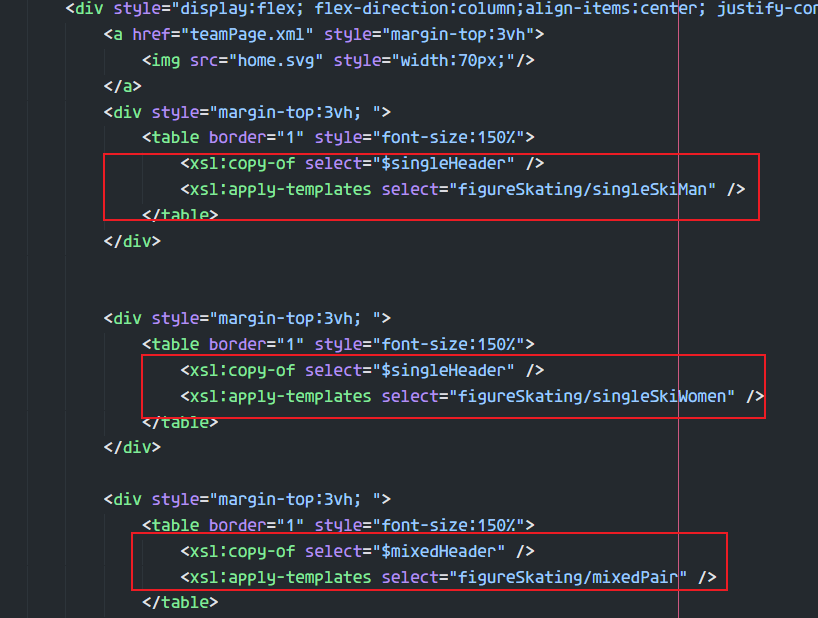 <div style="display:flex; flex-direction:column;align-items:center; justify-con
<a href="teamPage.xml" style="margin-top:3vh">
<img src="home.svg" style="width:70px;"/>
</a>
<div style="margin-top:3vh; ">
<table border="1" style="font-size:150%">
<xsl:copy-of select="$singleHeader" />
<xsl:apply-templates select="figureSkating/singleSkiMan" />
</table>
</div>
<div style="margin-top:3vh; ">
<table border="1" style="font-size:150%">
<xsl:copy-of select="$singleHeader" />
<xsl:apply-templates select="figureSkating/singleSkiWomen" />
</table>
</div>
<div style="margin-top:3vh; ">
<table border="1" style="font-size:150%">
<xsl:copy-of select="$mixedHeader" />
<xsl:apply-templates select="figureSkating/mixedPair" />
</table>